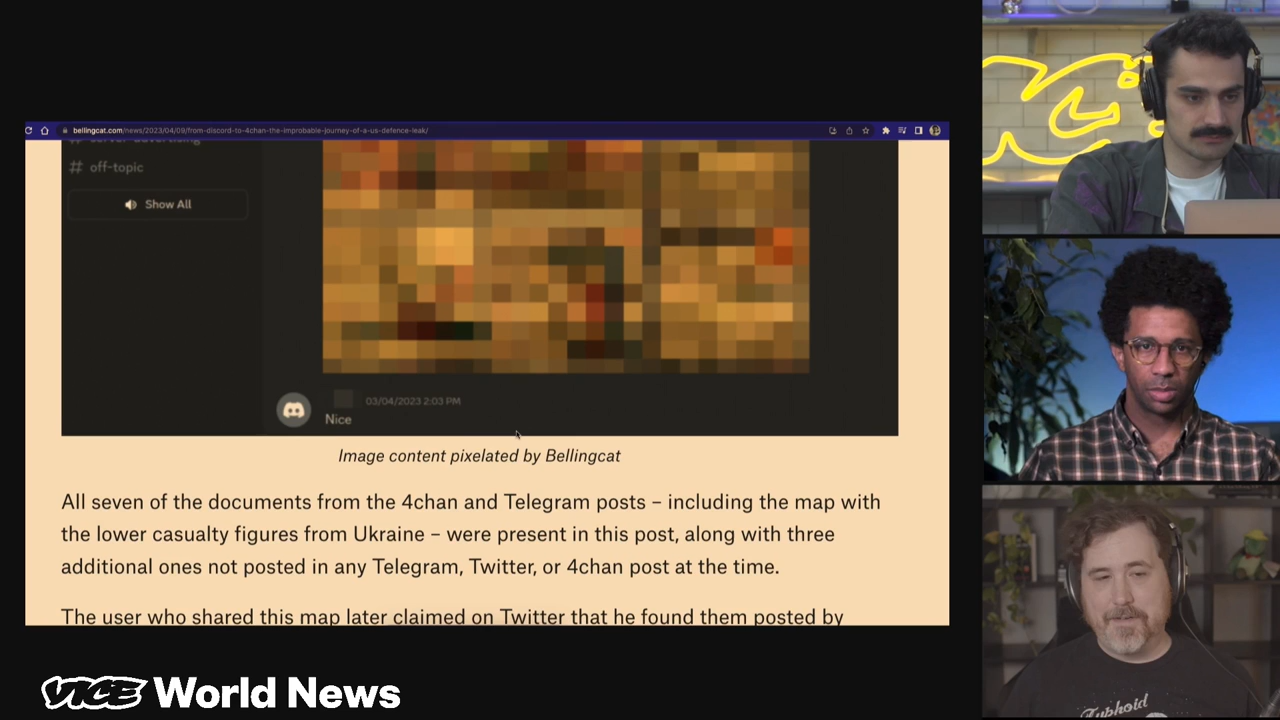 bellingcat.com/news/2023/04/09/from-discord-to-4chan-the-improbable-journey-of-a-us-defence-leak/
# server-advertising
# off-topic
Show All
03/04/2023 2:03 PM
Nice
Image content pixelated by Bellingcat
All seven of the documents from the 4chan and Telegram posts – including the map with
the lower casualty figures from Ukraine – were present in this post, along with three
additional ones not posted in any Telegram, Twitter, or 4chan post at the time.
The user who shared this map later claimed on Twitter that he found them posted by
VICE World News
Typhoid